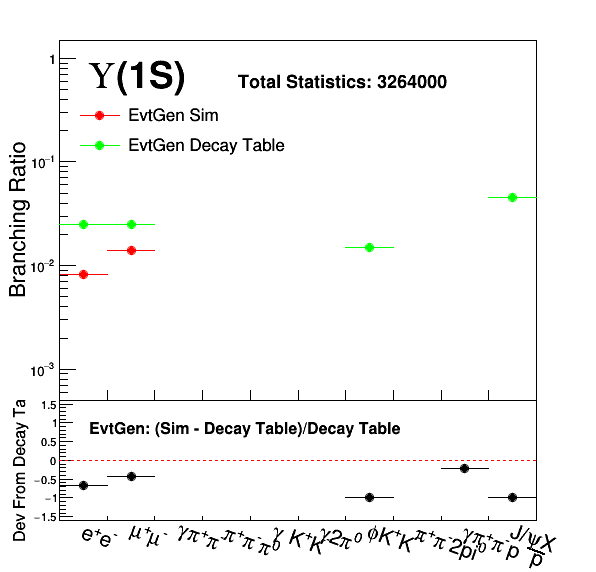 Υ(1S)
Total Statistics: 3264000
EvtGen Sim
EvtGen Decay Table
Branching Ratio
1
10⁻¹
10⁻²
10⁻³
EvtGen: (Sim - Decay Table)/Decay Table
Dev From Decay Ta
1.5
1
0.5
0
−0.5
−1
−1.5
e⁺e⁻
μ⁺μ⁻
γπ⁺π⁻
π⁺π⁻π⁰
γ K⁺K
γ2π⁰
φK⁺K
π⁺π⁻2pi⁰
γπ⁺π⁻p p̄
J/ψX